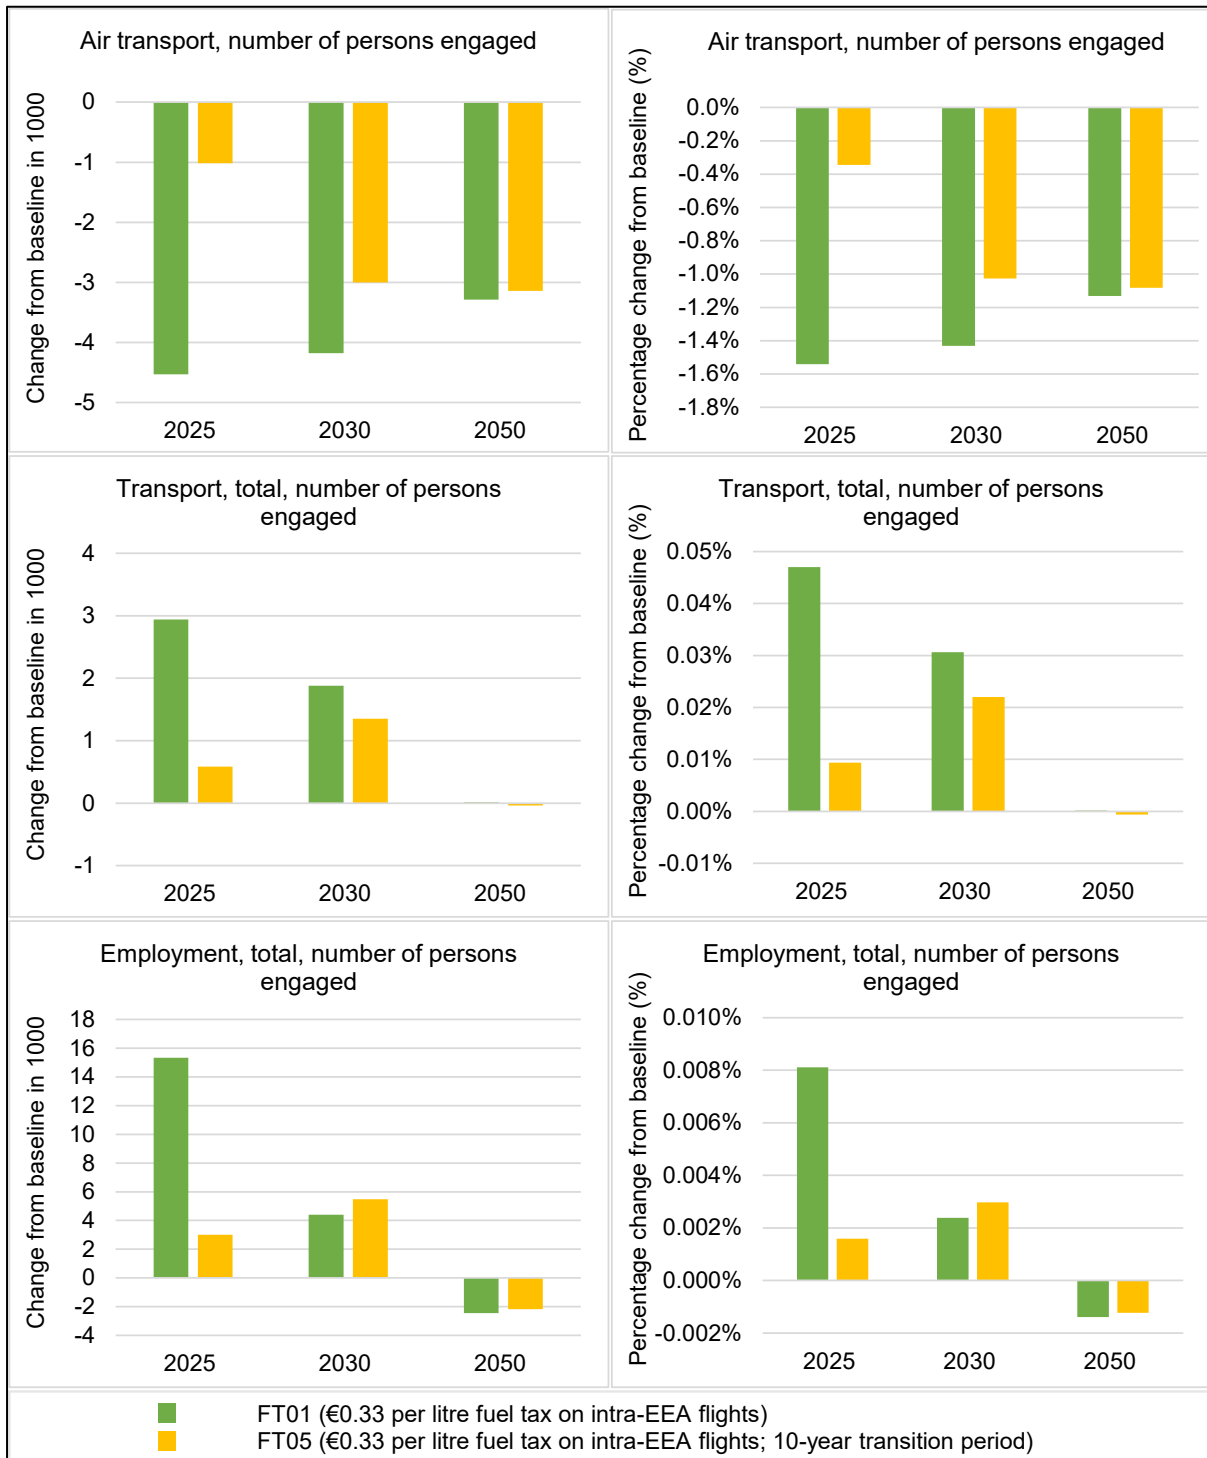 Air transport, number of persons engaged
Change from baseline in 1000
0
-1
-2
-3
-4
-5
2025 2030 2050
Air transport, number of persons engaged
Percentage change from baseline (%)
0.0%
-0.2%
-0.4%
-0.6%
-0.8%
-1.0%
-1.2%
-1.4%
-1.6%
-1.8%
2025 2030 2050
Transport, total, number of persons
engaged
Change from baseline in 1000
4
3
2
1
0
-1
2025 2030 2050
Transport, total, number of persons
engaged
Percentage change from baseline (%)
0.05%
0.04%
0.03%
0.02%
0.01%
0.00%
-0.01%
2025 2030 2050
Employment, total, number of persons
engaged
Change from baseline in 1000
18
16
14
12
10
8
6
4
2
0
-2
-4
2025 2030 2050
Employment, total, number of persons
engaged
Percentage change from baseline (%)
0.010%
0.008%
0.006%
0.004%
0.002%
0.000%
-0.002%
2025 2030 2050
FT01 (€0.33 per litre fuel tax on intra-EEA flights)
FT05 (€0.33 per litre fuel tax on intra-EEA flights; 10-year transition period)